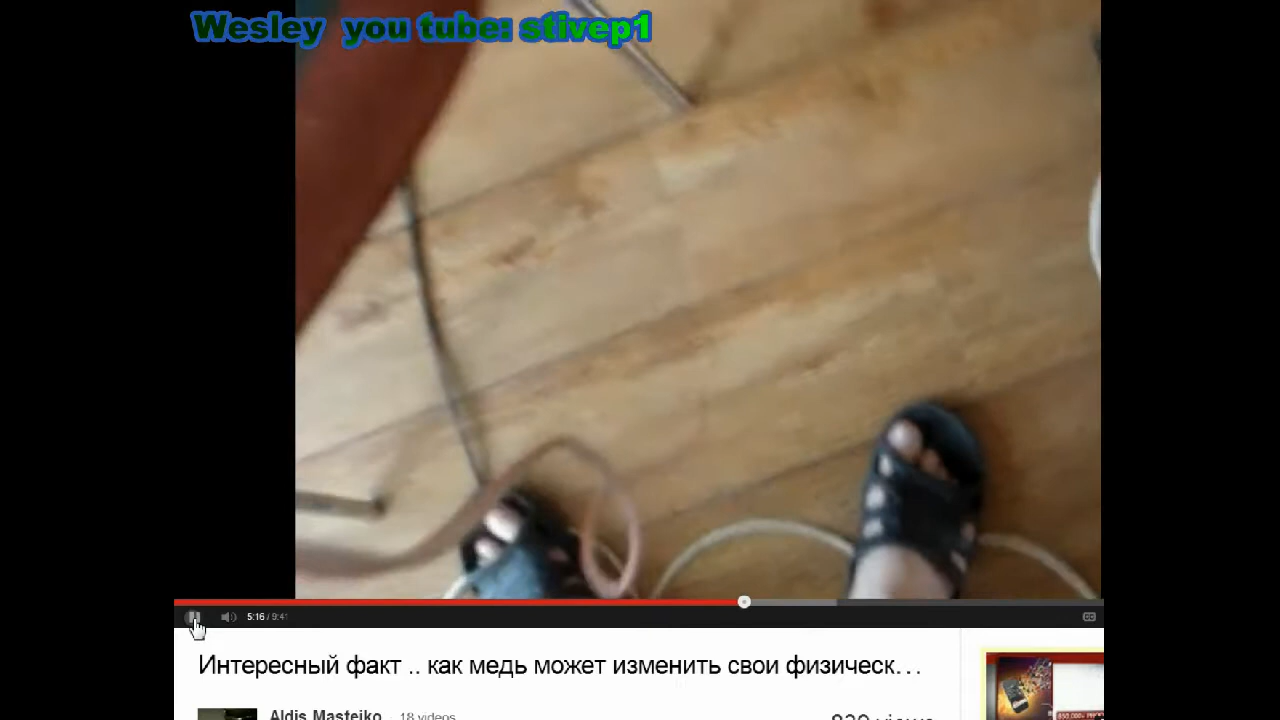 Wesley you tube: stivep1
5:16 / 9:41
CC
Интересный факт .. как медь может изменить свои физическ...
Aldis Masteiko · 18 videos